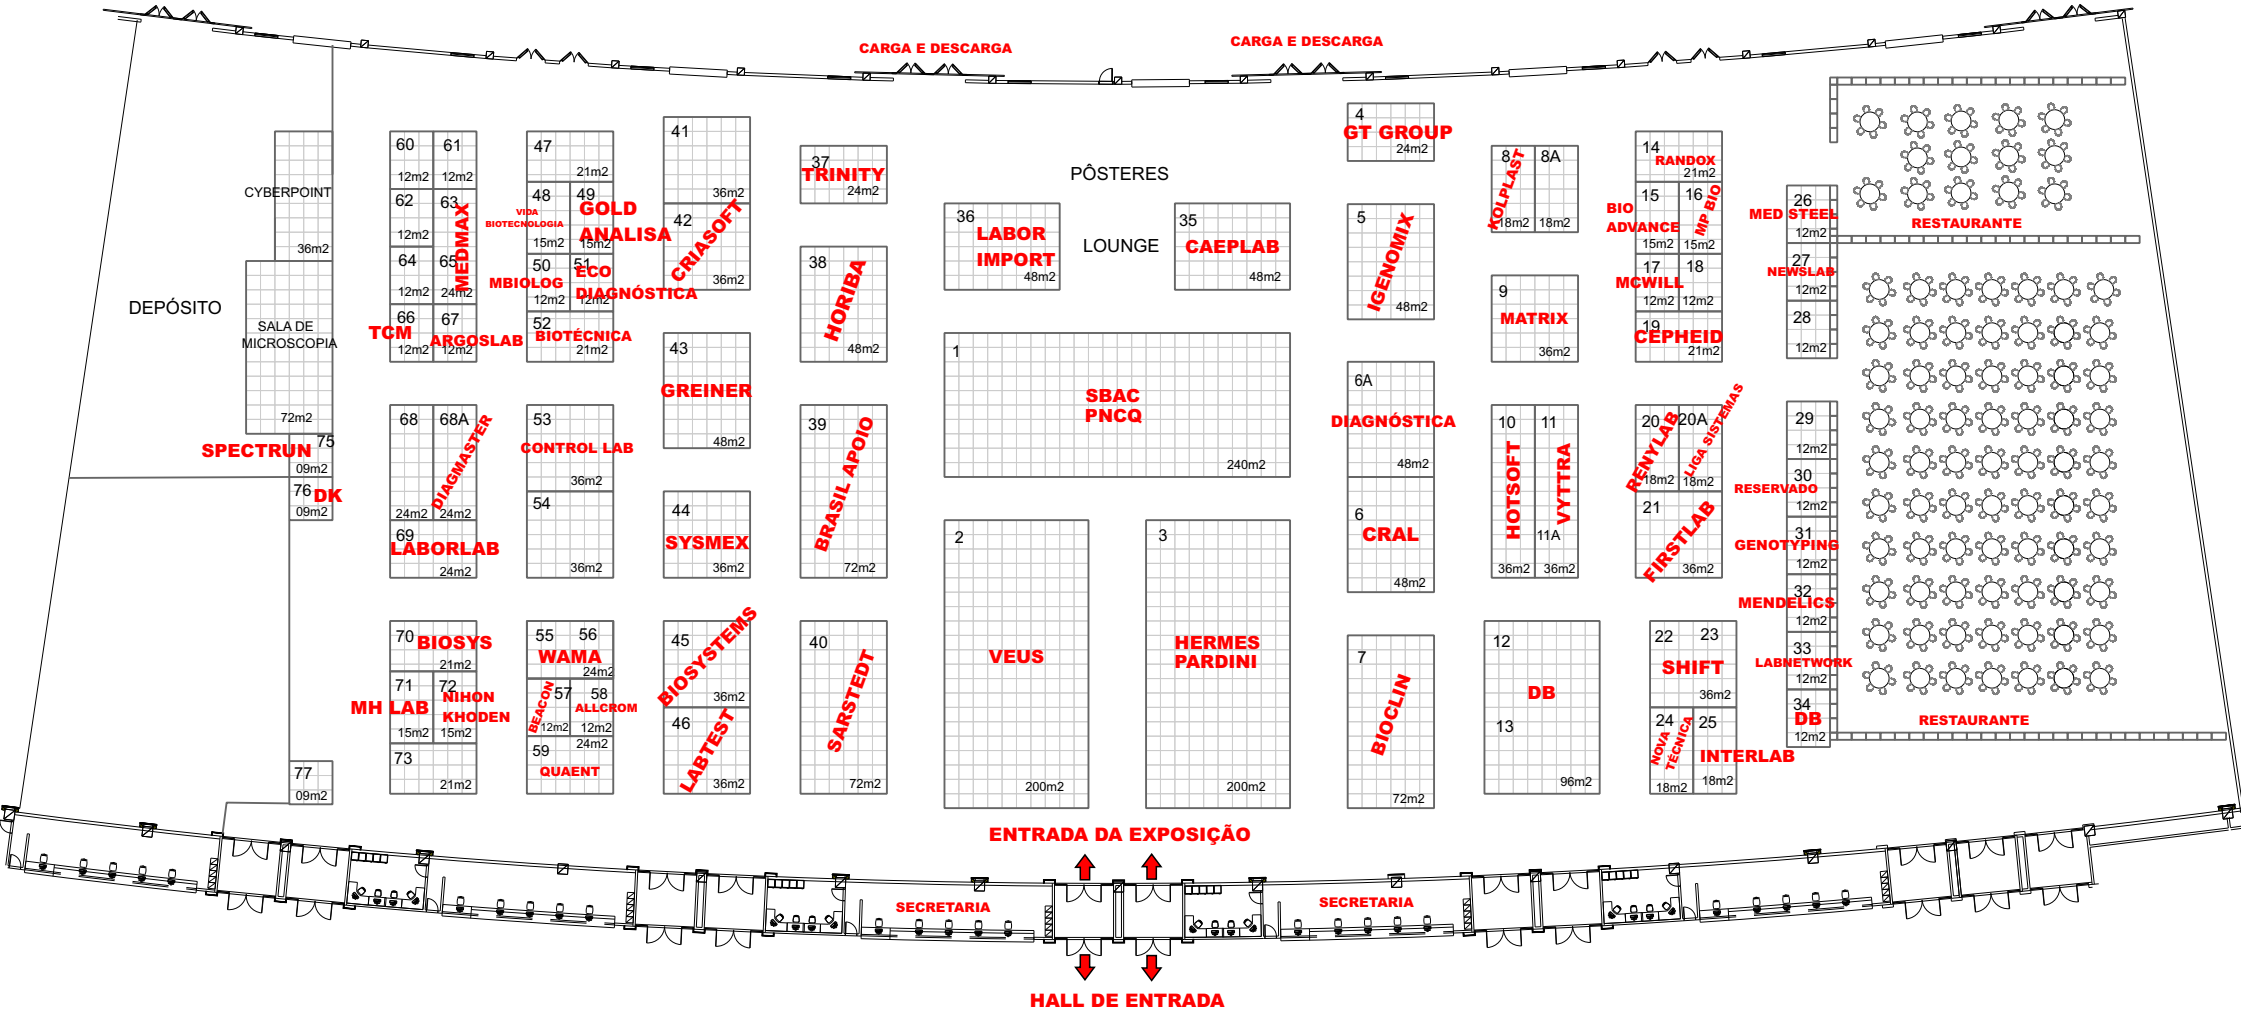 CARGA E DESCARGA
CARGA E DESCARGA
CYBERPOINT
36m2
DEPÓSITO
SALA DE
MICROSCOPIA
72m2
SPECTRUN
75
09m2
76
DK
09m2
77
09m2
60
12m2
61
12m2
62
12m2
63
MEDMAX
64
12m2
65
24m2
66
TCM
12m2
67
ARGOSLAB
12m2
68
24m2
68A
DIAGMASTER
24m2
69
LABORLAB
24m2
70
BIOSYS
21m2
71
MH LAB
15m2
72
NIHON
KHODEN
15m2
73
21m2
47
21m2
48
VIDA
BIOTECNOLOGIA
15m2
49
GOLD
ANALISA
15m2
50
MBIOLOG
12m2
51
ECO
DIAGNÓSTICA
12m2
52
BIOTÉCNICA
21m2
53
CONTROL LAB
36m2
54
36m2
55
56
WAMA
24m2
57
BEACON
12m2
58
ALLCROM
12m2
59
24m2
QUAENT
41
36m2
42
CRIASOFT
36m2
43
GREINER
48m2
44
SYSMEX
36m2
45
BIOSYSTEMS
36m2
46
LABTEST
36m2
37
TRINITY
24m2
38
HORIBA
48m2
39
BRASIL APOIO
72m2
40
SARSTEDT
72m2
PÔSTERES
LOUNGE
36
LABOR
IMPORT
48m2
35
CAEPLAB
48m2
1
SBAC
PNCQ
240m2
2
VEUS
200m2
3
HERMES
PARDINI
200m2
4
GT GROUP
24m2
5
IGENOMIX
48m2
6A
DIAGNÓSTICA
48m2
6
CRAL
48m2
7
BIOCLIN
72m2
8
KOLPLAST
18m2
8A
18m2
9
MATRIX
36m2
10
HOTSOFT
36m2
11
VYTTRA
11A
36m2
12
DB
13
96m2
14
RANDOX
21m2
15
BIO
ADVANCE
15m2
16
MP BIO
15m2
17
MCWILL
12m2
18
12m2
19
CEPHEID
21m2
20
RENYLAB
18m2
20A
LIGA SISTEMAS
18m2
21
FIRSTLAB
36m2
22
23
SHIFT
36m2
24
NOVA
TÉCNICA
18m2
25
INTERLAB
18m2
26
MED STEEL
12m2
27
NEWSLAB
12m2
28
12m2
29
12m2
30
RESERVADO
12m2
31
GENOTYPING
12m2
32
MENDELICS
12m2
33
LABNETWORK
12m2
34
DB
12m2
RESTAURANTE
RESTAURANTE
ENTRADA DA EXPOSIÇÃO
SECRETARIA
SECRETARIA
HALL DE ENTRADA